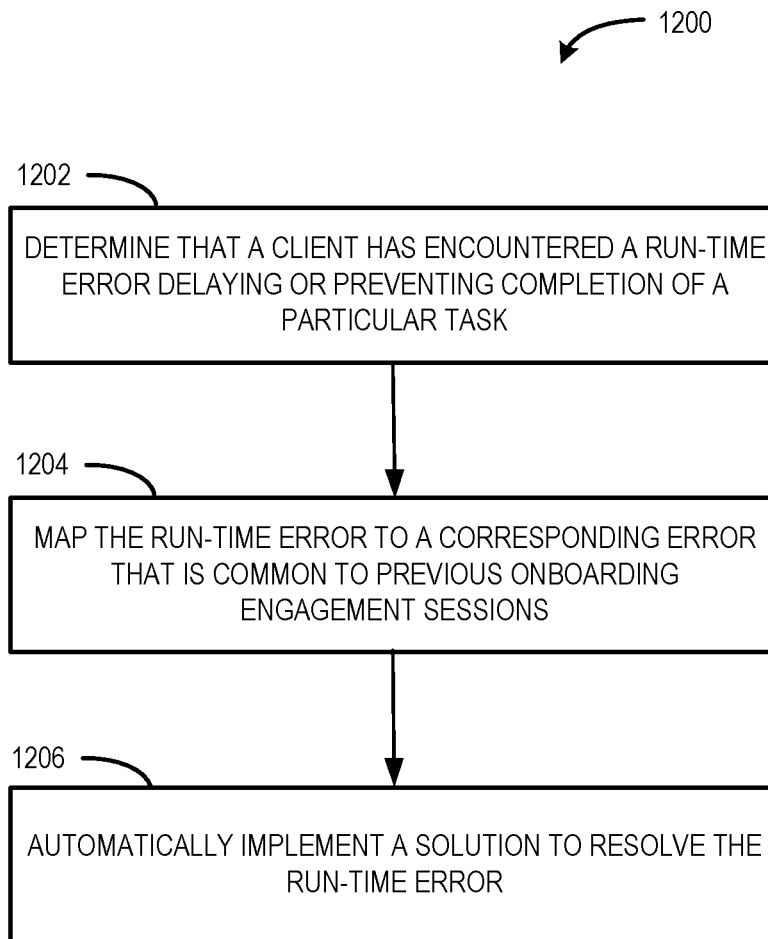 1200
1202
DETERMINE THAT A CLIENT HAS ENCOUNTERED A RUN-TIME
ERROR DELAYING OR PREVENTING COMPLETION OF A
PARTICULAR TASK
1204
MAP THE RUN-TIME ERROR TO A CORRESPONDING ERROR
THAT IS COMMON TO PREVIOUS ONBOARDING
ENGAGEMENT SESSIONS
1206
AUTOMATICALLY IMPLEMENT A SOLUTION TO RESOLVE THE
RUN-TIME ERROR